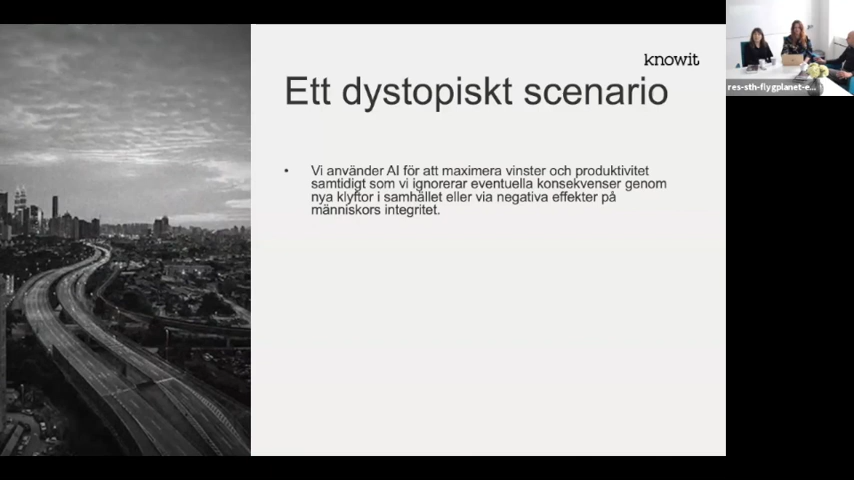 knowit
Ett dystopiskt scenario
• Vi använder AI för att maximera vinster och produktivitet
samtidigt som vi ignorerar eventuella konsekvenser genom
nya klyftor i samhället eller via negativa effekter på
människors integritet.
res-sth-flygplanet-e...